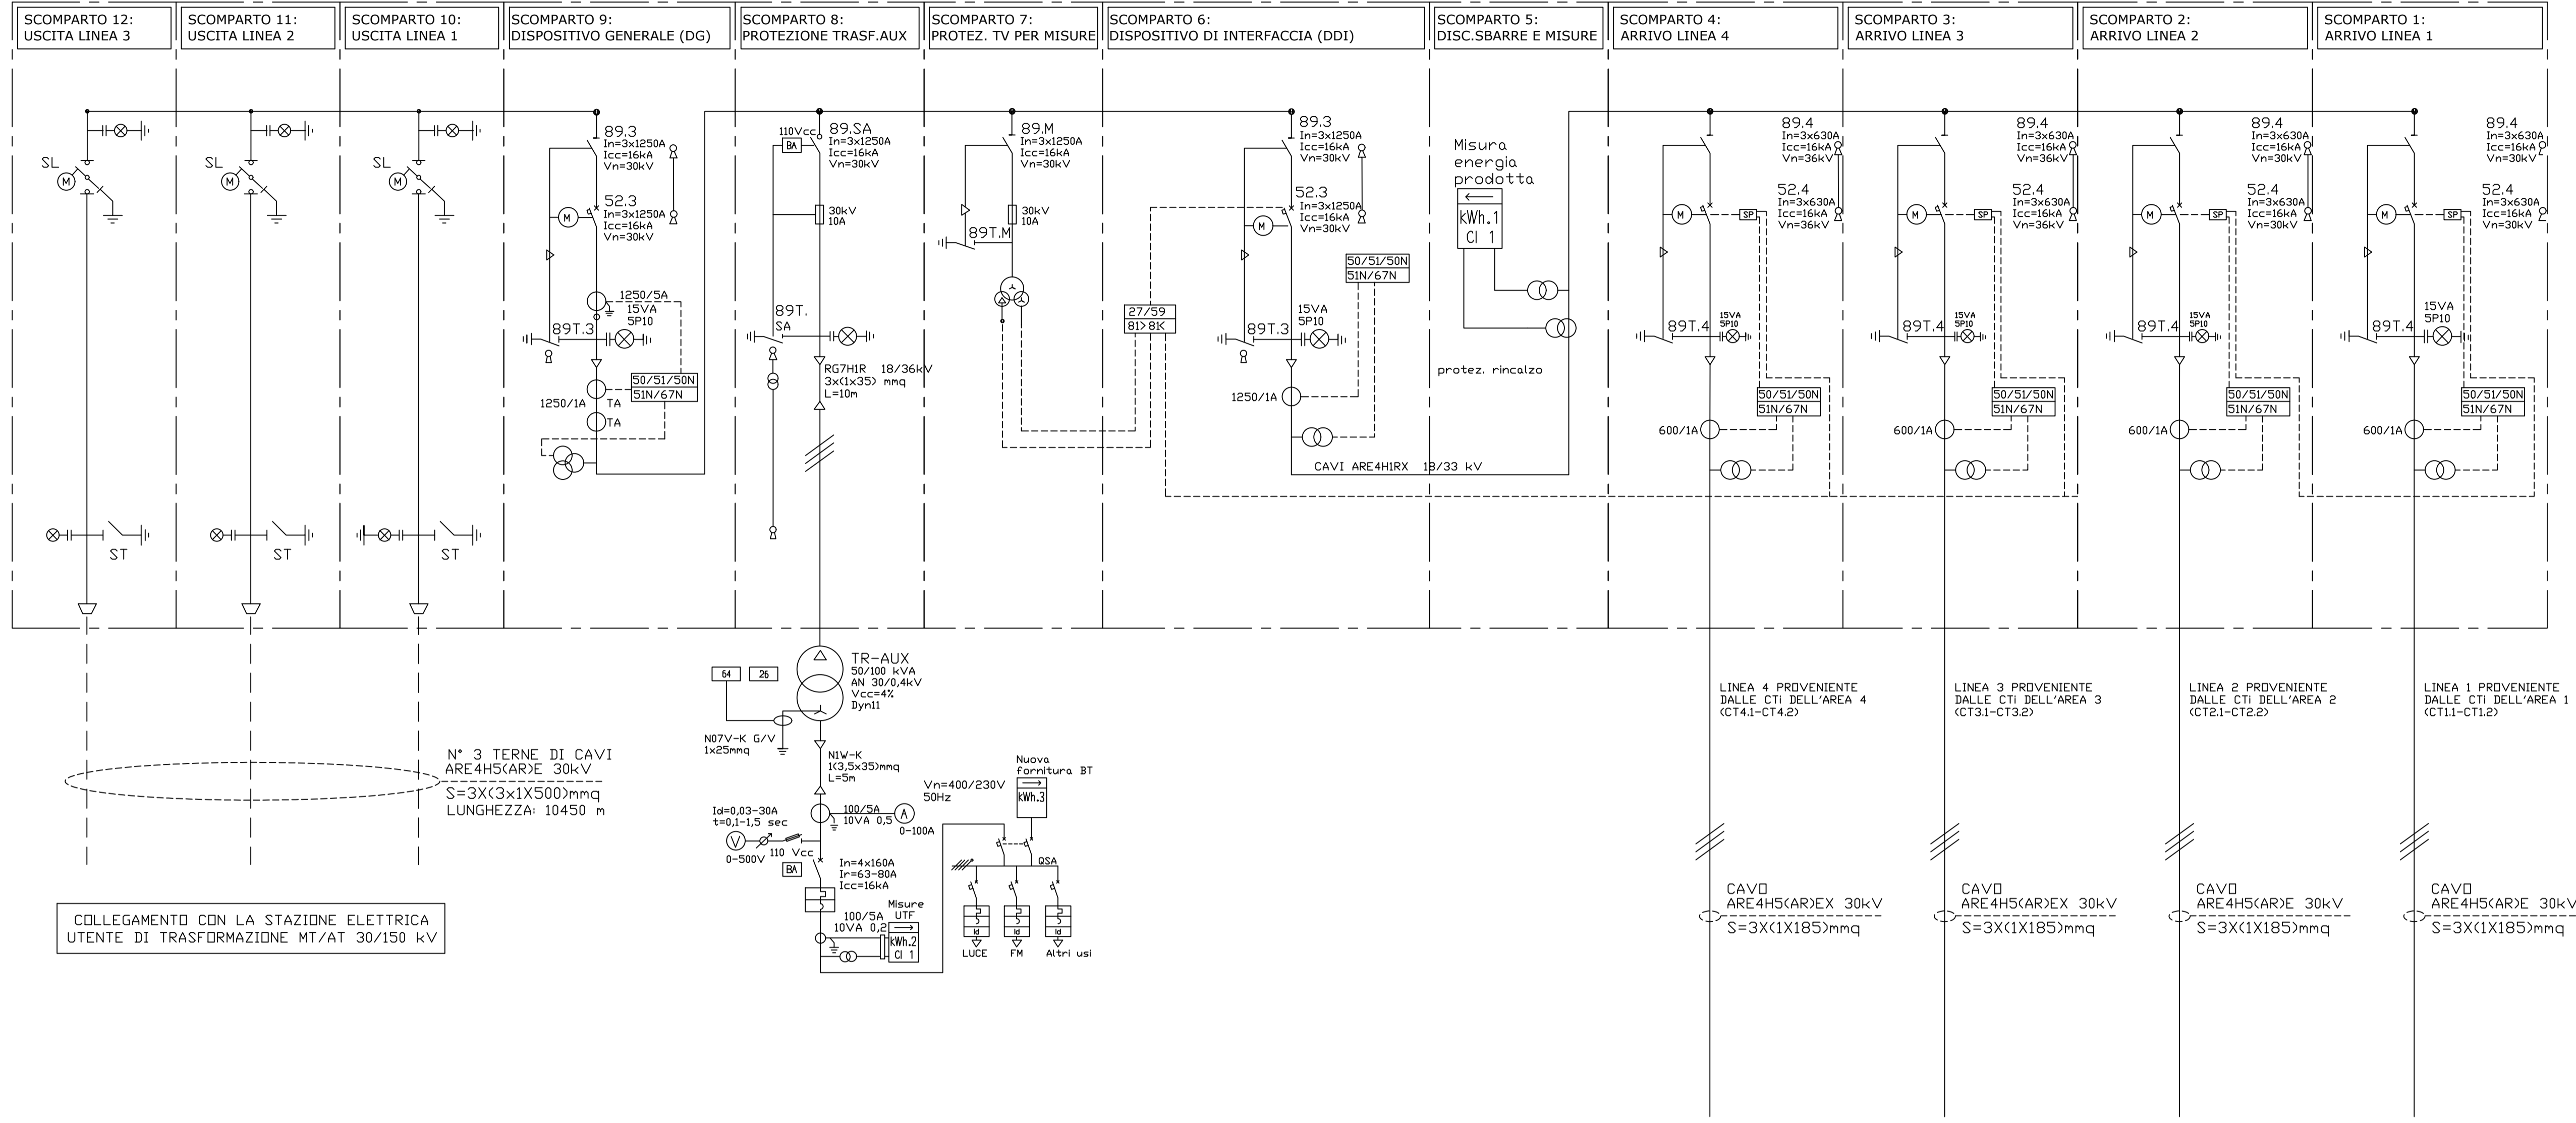 SCOMPARTO 12:
USCITA LINEA 3
SCOMPARTO 11:
USCITA LINEA 2
SCOMPARTO 10:
USCITA LINEA 1
SCOMPARTO 9:
DISPOSITIVO GENERALE (DG)
SCOMPARTO 8:
PROTEZIONE TRASF.AUX
SCOMPARTO 7:
PROTEZ. TV PER MISURE
SCOMPARTO 6:
DISPOSITIVO DI INTERFACCIA (DDI)
SCOMPARTO 5:
DISC.SBARRE E MISURE
SCOMPARTO 4:
ARRIVO LINEA 4
SCOMPARTO 3:
ARRIVO LINEA 3
SCOMPARTO 2:
ARRIVO LINEA 2
SCOMPARTO 1:
ARRIVO LINEA 1
SL
M
ST
SL
M
ST
SL
M
ST
89.3
In=3x1250A
Icc=16kA
Vn=30kV
52.3
In=3x1250A
Icc=16kA
Vn=30kV
M
1250/5A
15VA
5P10
89T.3
50/51/50N
51N/67N
1250/1A
TA
TA
110Vcc
BA
89.SA
In=3x1250A
Icc=16kA
Vn=30kV
30kV
10A
89T.
SA
RG7H1R 18/36kV
3x(1x35) mmq
L=10m
89.M
In=3x1250A
Icc=16kA
Vn=30kV
30kV
10A
89T.M
27/59
81>81<
89.3
In=3x1250A
Icc=16kA
Vn=30kV
52.3
In=3x1250A
Icc=16kA
Vn=30kV
M
50/51/50N
51N/67N
15VA
5P10
89T.3
1250/1A
CAVI ARE4H1RX 18/33 kV
Misura
energia
prodotta
kWh.1
Cl 1
protez. rincalzo
89.4
In=3x630A
Icc=16kA
Vn=36kV
52.4
In=3x630A
Icc=16kA
Vn=36kV
M
SP
89T.4
15VA
5P10
50/51/50N
51N/67N
600/1A
89.4
In=3x630A
Icc=16kA
Vn=36kV
52.4
In=3x630A
Icc=16kA
Vn=36kV
M
SP
89T.4
15VA
5P10
50/51/50N
51N/67N
600/1A
89.4
In=3x630A
Icc=16kA
Vn=30kV
52.4
In=3x630A
Icc=16kA
Vn=30kV
M
SP
89T.4
15VA
5P10
50/51/50N
51N/67N
600/1A
89.4
In=3x630A
Icc=16kA
Vn=30kV
52.4
In=3x630A
Icc=16kA
Vn=30kV
M
SP
89T.4
15VA
5P10
50/51/50N
51N/67N
600/1A
64
26
TR-AUX
50/100 kVA
AN 30/0,4kV
Vcc=4%
Dyn11
N07V-K G/V
1x25mmq
N1W-K
1(3,5x35)mmq
L=5m
Id=0,03-30A
t=0,1-1,5 sec
V
0-500V
110 Vcc
BA
100/5A
10VA 0,5
A
0-100A
In=4x160A
Ir=63-80A
Icc=16kA
100/5A
10VA 0,2
Misure
UTF
kWh.2
Cl 1
Vn=400/230V
50Hz
Nuova
fornitura BT
kWh.3
QSA
Id
Id
Id
LUCE
FM
Altri usi
N° 3 TERNE DI CAVI
ARE4H5(AR)E 30kV
S=3X(3x1X500)mmq
LUNGHEZZA: 10450 m
COLLEGAMENTO CON LA STAZIONE ELETTRICA
UTENTE DI TRASFORMAZIONE MT/AT 30/150 kV
LINEA 4 PROVENIENTE
DALLE CTi DELL'AREA 4
(CT4.1-CT4.2)
LINEA 3 PROVENIENTE
DALLE CTi DELL'AREA 3
(CT3.1-CT3.2)
LINEA 2 PROVENIENTE
DALLE CTi DELL'AREA 2
(CT2.1-CT2.2)
LINEA 1 PROVENIENTE
DALLE CTi DELL'AREA 1
(CT1.1-CT1.2)
CAVO
ARE4H5(AR)EX 30kV
S=3X(1X185)mmq
CAVO
ARE4H5(AR)EX 30kV
S=3X(1X185)mmq
CAVO
ARE4H5(AR)E 30kV
S=3X(1X185)mmq
CAVO
ARE4H5(AR)E 30kV
S=3X(1X185)mmq